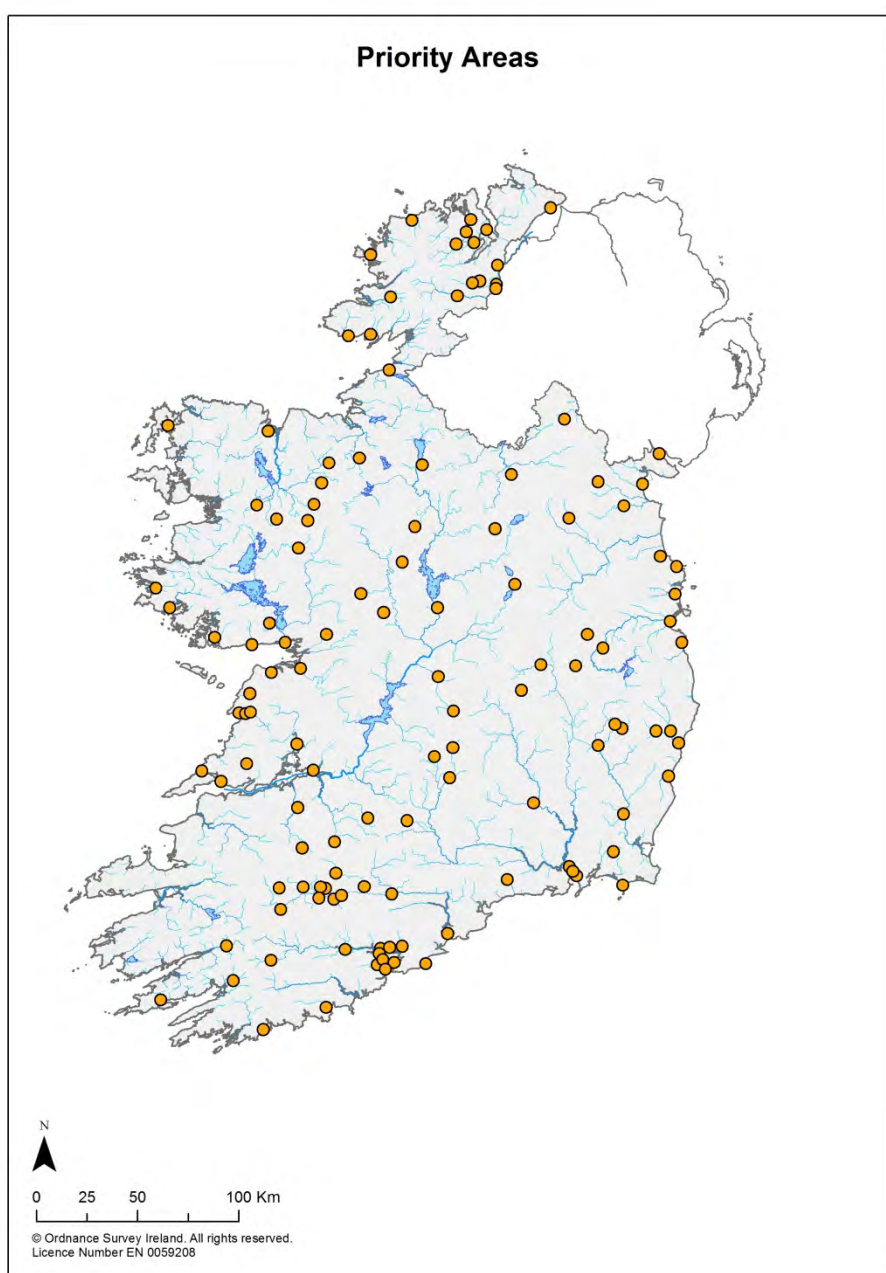 Priority Areas
N
0 25 50 100 Km
© Ordnance Survey Ireland. All rights reserved.
Licence Number EN 0059208